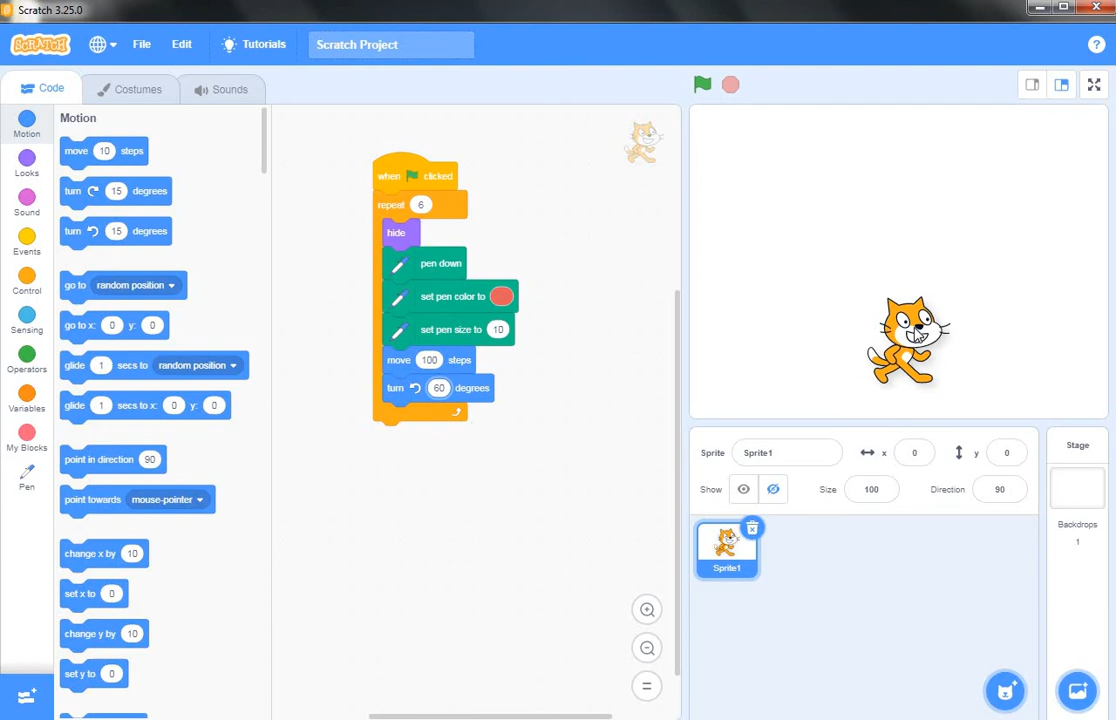 Scratch 3.25.0
SCRATCH File Edit Tutorials Scratch Project ?
Code Costumes Sounds
Motion
Looks
Sound
Events
Control
Sensing
Operators
Variables
My Blocks
Pen
Motion
move 10 steps
turn 15 degrees
turn 15 degrees
go to random position
go to x: 0 y: 0
glide 1 secs to random position
glide 1 secs to x: 0 y: 0
point in direction 90
point towards mouse-pointer
change x by 10
set x to 0
change y by 10
set y to 0
when clicked
repeat 6
hide
pen down
set pen color to
set pen size to 10
move 100 steps
turn 60 degrees
Sprite Sprite1 x 0 y 0
Show Size 100 Direction 90
Sprite1
Stage
Backdrops
1